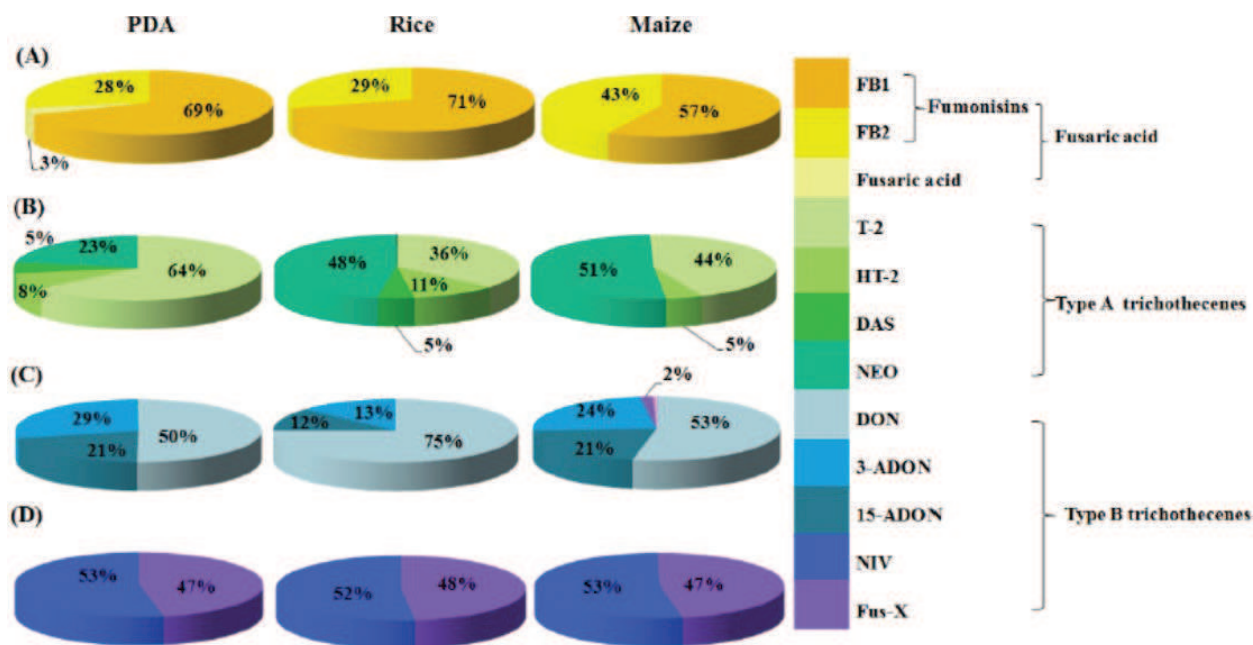 PDA Rice Maize
(A)
28% 69% 3%
29% 71%
43% 57%
(B)
5% 23% 64% 8%
48% 36% 11% 5%
51% 44% 5%
(C)
29% 50% 21%
12% 13% 75%
2% 24% 53% 21%
(D)
53% 47%
52% 48%
53% 47%
FB1
FB2
Fumonisins
Fusaric acid
Fusaric acid
T-2
HT-2
DAS
NEO
Type A trichothecenes
DON
3-ADON
15-ADON
NIV
Fus-X
Type B trichothecenes